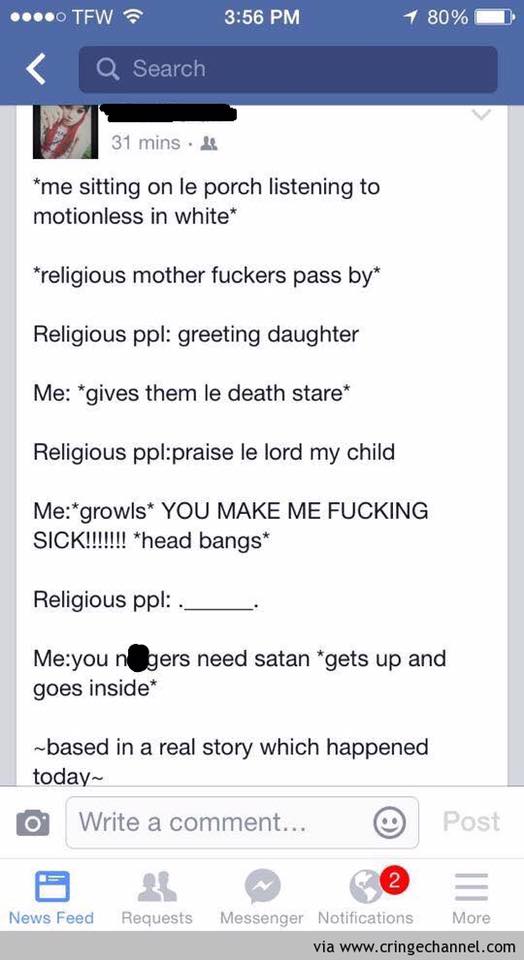 TFW 3:56 PM 80%
Search
31 mins ·
*me sitting on le porch listening to
motionless in white*
*religious mother fuckers pass by*
Religious ppl: greeting daughter
Me: *gives them le death stare*
Religious ppl:praise le lord my child
Me:*growls* YOU MAKE ME FUCKING
SICK!!!!!!! *head bangs*
Religious ppl: .______.
Me:you n gers need satan *gets up and
goes inside*
~based in a real story which happened
today~
Write a comment... Post
2
News Feed Requests Messenger Notifications More
via www.cringechannel.com